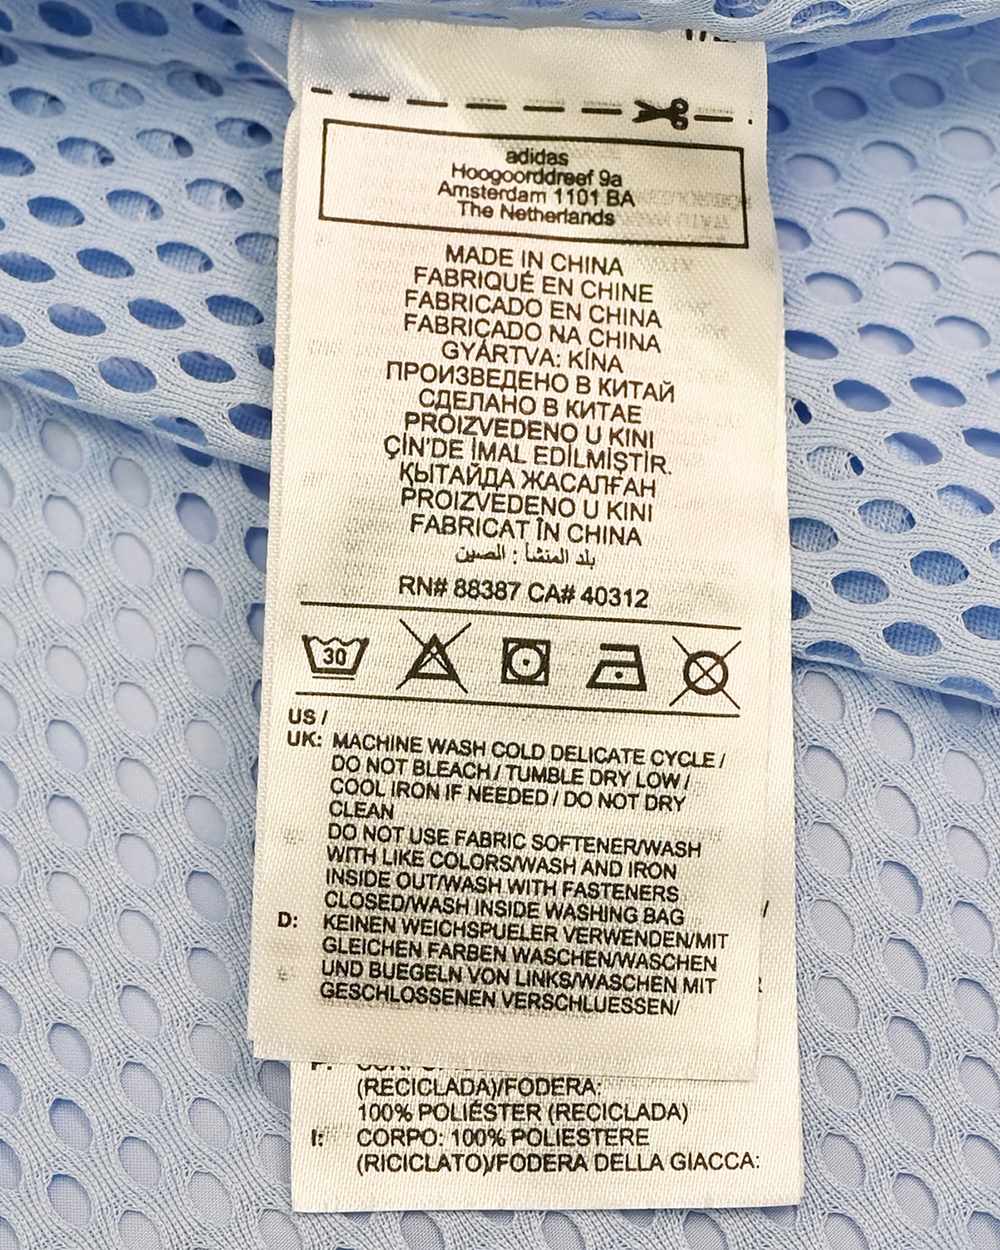 adidas
Hoogoorddreef 9a
Amsterdam 1101 BA
The Netherlands
MADE IN CHINA
FABRIQUÉ EN CHINE
FABRICADO EN CHINA
FABRICADO NA CHINA
GYÁRTVA: KÍNA
ПРОИЗВЕДЕНО В КИТАЙ
СДЕЛАНО В КИТАЕ
PROIZVEDENO U KINI
ÇİN'DE İMAL EDİLMİŞTİR.
ҚЫТАЙДА ЖАСАЛҒАН
PROIZVEDENO U KINI
FABRICAT ÎN CHINA
بلد المنشأ : الصين
RN# 88387 CA# 40312
30
US /
UK: MACHINE WASH COLD DELICATE CYCLE /
DO NOT BLEACH / TUMBLE DRY LOW /
COOL IRON IF NEEDED / DO NOT DRY
CLEAN
DO NOT USE FABRIC SOFTENER/WASH
WITH LIKE COLORS/WASH AND IRON
INSIDE OUT/WASH WITH FASTENERS
CLOSED/WASH INSIDE WASHING BAG
D: KEINEN WEICHSPUELER VERWENDEN/MIT
GLEICHEN FARBEN WASCHEN/WASCHEN
UND BUEGELN VON LINKS/WASCHEN MIT
GESCHLOSSENEN VERSCHLUESSEN/
(RECICLADA)/FODERA:
100% POLIÉSTER (RECICLADA)
I: CORPO: 100% POLIESTERE
(RICICLATO)/FODERA DELLA GIACCA: